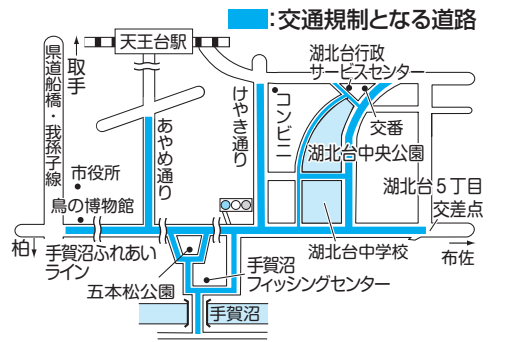 :交通規制となる道路
天王台駅
取手
県道船橋・我孫子線
湖北台行政
サービスセンター
けやき通り
コンビニ
交番
あやめ通り
湖北台中央公園
市役所
湖北台5丁目
交差点
鳥の博物館
柏
手賀沼ふれあい
ライン
湖北台中学校
布佐
手賀沼
フィッシングセンター
五本松公園
手賀沼